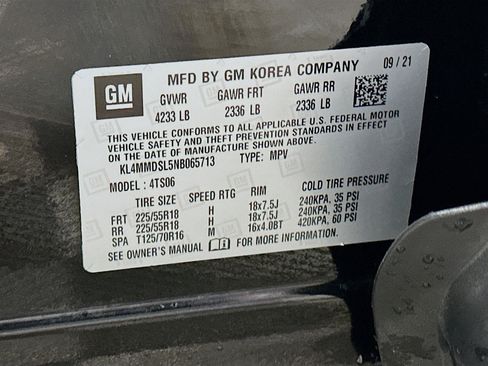 GM
MFD BY GM KOREA COMPANY 09 / 21
GVWR GAWR FRT GAWR RR
4233 LB 2336 LB 2336 LB
THIS VEHICLE CONFORMS TO ALL APPLICABLE U.S. FEDERAL MOTOR
VEHICLE SAFETY AND THEFT PREVENTION STANDARDS IN EFFECT
ON THE DATE OF MANUFACTURE SHOWN ABOVE.
KL4MMDSL5NB065713 TYPE: MPV
MODEL: 4TS06
TIRE SIZE SPEED RTG RIM COLD TIRE PRESSURE
FRT 225/55R18 H 18x7.5J 240KPA, 35 PSI
RR 225/55R18 H 18x7.5J 240KPA, 35 PSI
SPA T125/70R16 M 16x4.0BT 420KPA, 60 PSI
SEE OWNER'S MANUAL FOR MORE INFORMATION.